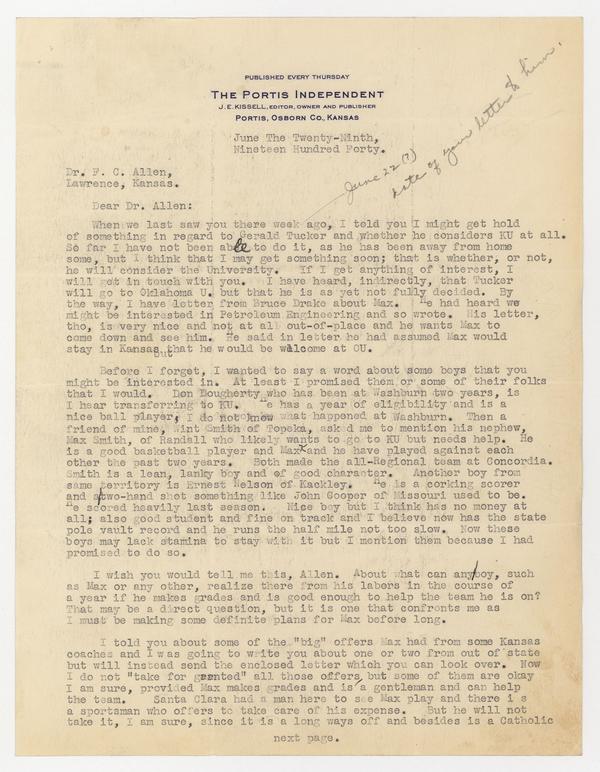 PUBLISHED EVERY THURSDAY
THE PORTIS INDEPENDENT
J. E. KISSELL, EDITOR, OWNER AND PUBLISHER
PORTIS, OSBORN CO., KANSAS
June The Twenty-Ninth,
Nineteen Hundred Forty.
June 22 (?)
date of your letter to him.
Dr. F. C. Allen,
Lawrence, Kansas.
Dear Dr. Allen:
When we last saw you there week ago, I told you I might get hold
of something in regard to Gerald Tucker and whether he considers KU at all.
So far I have not been able to do it, as he has been away from home
some, but I think that I may get something soon; that is whether, or not,
he will consider the University. If I get anything of interest, I
will get in touch with you. I have heard, indirectly, that Tucker
will go to Oklahoma U. but that he is as yet not fully decided. By
the way, I have letter from Bruce Drake about Max. He had heard we
might be interested in Petroleum Engineering and so wrote. His letter,
tho, is very nice and not at all out-of-place and he wants Max to
come down and see him. He said in letter he had assumed Max would
stay in Kansas but that he would be welcome at OU.
Before I forget, I wanted to say a word about some boys that you
might be interested in. At least I promised them or some of their folks
that I would. Don Dougherty who has been at Washburn two years, is
I hear transferring to KU. He has a year of eligibility and is a
nice ball player; I do not know what happened at Washburn. Then a
friend of mine, Wint Smith of Topeka, asked me to mention his nephew,
Max Smith, of Randall who likely wants to go to KU but needs help. He
is a good basketball player and Max and he have played against each
other the past two years. Both made the all-Regional team at Concordia.
Smith is a lean, lanky boy and of good character. Another boy from
same territory is Ernest Nelson of Kackley. He is a corking scorer
and a two-hand shot something like John Cooper of Missouri used to be.
He scored heavily last season. Nice boy but I think has no money at
all; also good student and fine on track and I believe now has the state
pole vault record and he runs the half mile not too slow. Now these
boys may lack stamina to stay with it but I mention them because I had
promised to do so.
I wish you would tell me this, Allen. About what can any boy, such
as Max or any other, realize there from his labors in the course of
a year if he makes grades and is good enough to help the team he is on?
That may be a direct question, but it is one that confronts me as
I must be making some definite plans for Max before long.
I told you about some of the "big" offers Max had from some Kansas
coaches and I was going to write you about one or two from out of state
but will instead send the enclosed letter which you can look over. Now
I do not "take for granted" all those offers but some of them are okay
I am sure, provided Max makes grades and is a gentleman and can help
the team. Santa Clara had a man here to see Max play and there i s
a sportsman who offers to take care of his expense. But he will not
take it, I am sure, since it is a long ways off and besides is a Catholic
next page.